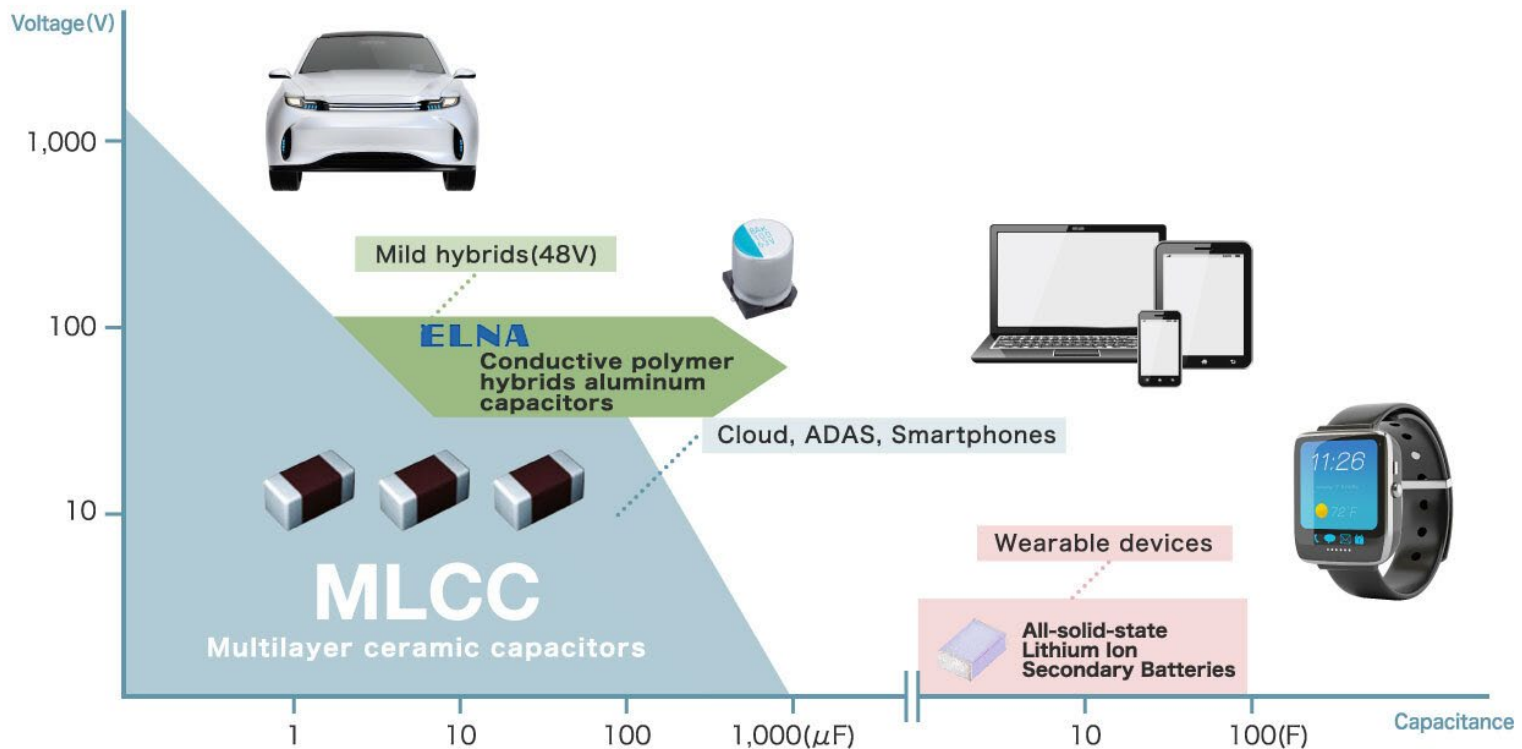 Voltage(V)
1,000
Mild hybrids(48V)
100
ELNA
Conductive polymer
hybrids aluminum
capacitors
Cloud, ADAS, Smartphones
11:26
72°F
10
Wearable devices
MLCC
Multilayer ceramic capacitors
All-solid-state
Lithium Ion
Secondary Batteries
1
10
100
1,000(μF)
10
100(F)
Capacitance